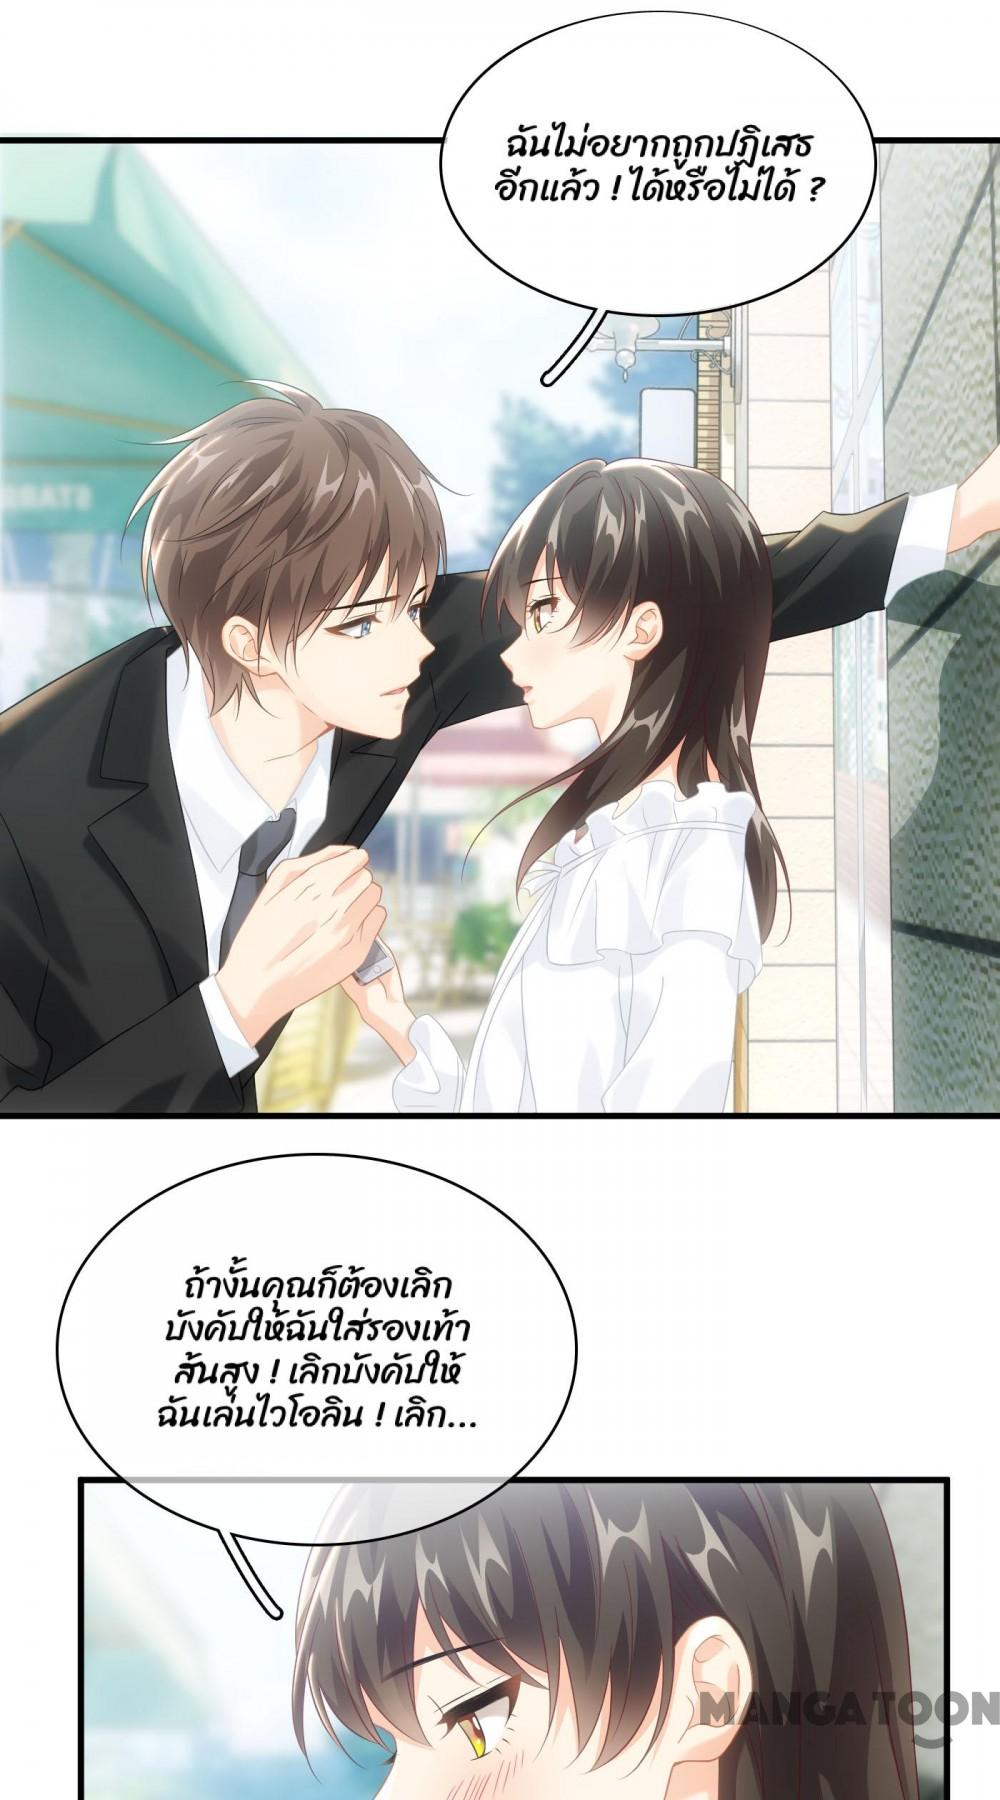 ฉันไม่อยากถูกปฏิเสธ
อีกแล้ว ! ได้หรือไม่ได้ ?
STARB
ถ้างั้นคุณก็ต้องเลิก
บังคับให้ฉันใส่รองเท้า
ส้นสูง ! เลิกบังคับให้
ฉันเล่นไวโอลิน ! เลิก...
MANGATOON